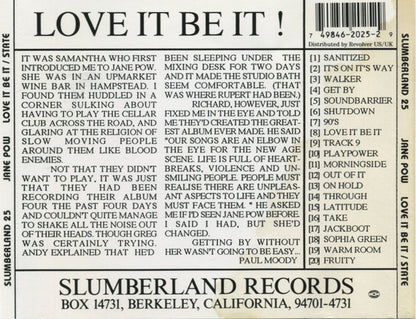 LOVE IT BE IT !
IT WAS SAMANTHA WHO FIRST
INTRODUCED ME TO JANE POW.
SHE WAS IN AN UPMARKET
WINE BAR IN HAMPSTEAD. I
FOUND THEM HUDDLED IN A
CORNER SULKING ABOUT
HAVING TO PLAY THE CELLAR
CLUB ACROSS THE ROAD, AND
GLARING AT THE RELIGION OF
SLOW MOVING PEOPLE
AROUND THEM LIKE BLOOD
ENEMIES.
NOT THAT THEY DIDN'T
WANT TO PLAY, IT WAS JUST
THAT THEY HAD BEEN
RECORDING THEIR ALBUM
FOR THE PAST FOUR DAYS
AND COULDN'T QUITE MANAGE
TO SHAKE ALL THE NOISE OUT
OF THEIR HEADS. THOUGH GREG
WAS CERTAINLY TRYING.
ANDY EXPLAINED THAT HE'D
BEEN SLEEPING UNDER THE
MIXING DESK FOR TWO DAYS
AND IT MADE THE STUDIO BATH
SEEM COMFORTABLE. (THAT
WAS WHERE RUPERT HAD BEEN.)
RICHARD, HOWEVER, JUST
FIXED ME IN THE EYE AND TOLD
ME THEY'D CREATED THE GREAT-
EST ALBUM EVER MADE. HE SAID
"OUR SONGS ARE AN ELBOW IN
THE EYE FOR THE NEW AGE
SCENE. LIFE IS FULL OF HEART-
BREAKS, VIOLENCE AND UN-
SMILING PEOPLE. PEOPLE MUST
REALISE THERE ARE UNPLEAS-
ANT ASPECTS TO LIFE AND THEY
MUST FACE THEM. " HE ASKED
ME IF I'D SEEN JANE POW BEFORE.
I SAID I HAD, BUT SHE'D
CHANGED.
GETTING BY WITHOUT
HER WASN'T GOING TO BE EASY...
PAUL MOODY
7 49846-2025-2 9
Distributed by Revolver US/UK
[1] SANITIZED
[2] IT'S ON IT'S WAY
[3] WALKER
[4] GET BY
[5] SOUNDBARRIER
[6] SHUTDOWN
[7] 90'S
[8] LOVE IT BE IT
[9] TRACK 9
[10] PLAYPOWER
[11] MORNINGSIDE
[12] OUT OF IT
[13] ON HOLD
[14] THROUGH
[15] LATITUDE
[16] TAKE
[17] JACKBOOT
[18] SOPHIA GREEN
[19] WARM ROOM
[23] FRUITY
SLUMBERLAND RECORDS
BOX 14731, BERKELEY, CALIFORNIA, 94701-4731
SLUMBERLAND 25 JANE POW LOVE IT BE IT / STATE
SLUMBERLAND 25 JANE POW LOVE IT BE IT / STATE